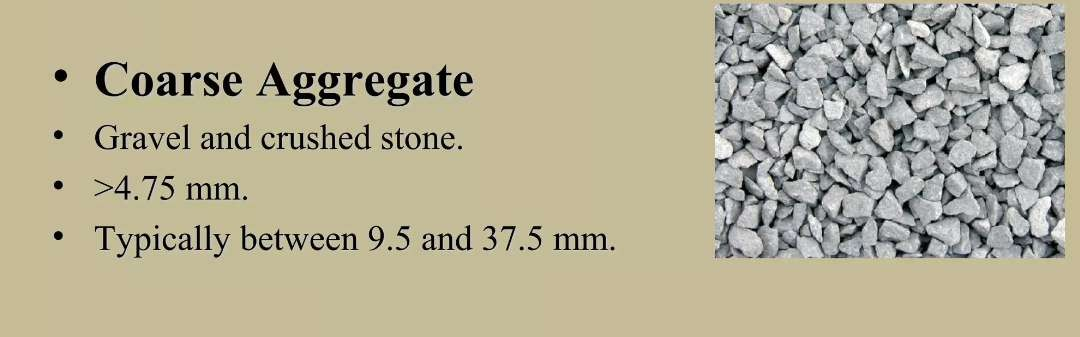 • Coarse Aggregate
• Gravel and crushed stone.
• >4.75 mm.
• Typically between 9.5 and 37.5 mm.